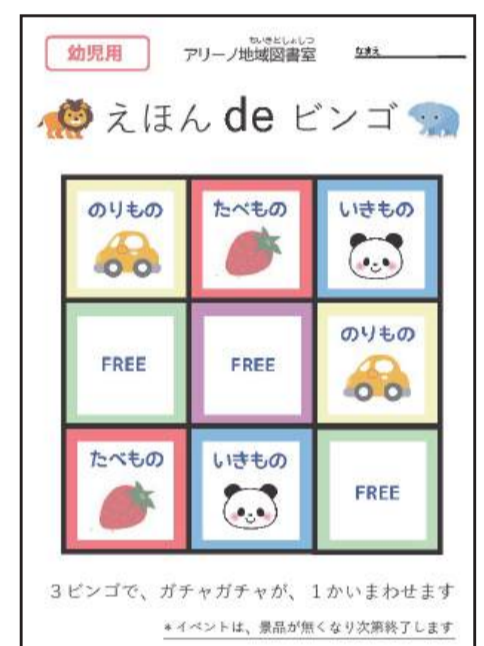 幼児用
ちいきどしょしつ
アリーノ地域図書室
なまえ
えほん de ビンゴ
のりもの たべもの いきもの
FREE FREE のりもの
たべもの いきもの FREE
3ビンゴで、ガチャガチャが、1かいまわせます
*イベントは、景品が無くなり次第終了します